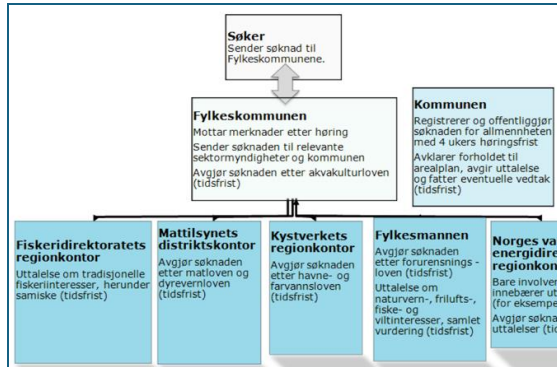 Søker
Sender søknad til
Fylkeskommunene.
Fylkeskommunen
Mottar merknader etter høring
Sender søknaden til relevante
sektormyndigheter og kommunen
Avgjør søknaden etter akvakulturloven
(tidsfrist)
Kommunen
Registrerer og offentliggjør
søknaden for allmennheten
med 4 ukers høringsfrist
Avklarer forholdet til
arealplan, avgir uttalelse
og fatter eventuelle vedtak
(tidsfrist)
Fiskeridirektoratets
regionkontor
Uttalelse om tradisjonelle
fiskeriinteresser, herunder
samiske (tidsfrist)
Mattilsynets
distriktskontor
Avgjør søknaden
etter matloven og
dyrevernloven
(tidsfrist)
Kystverkets
regionkontor
Avgjør søknaden
etter havne- og
farvannsloven
(tidsfrist)
Fylkesmannen
Avgjør søknaden
etter forurensnings -
loven (tidsfrist)
Uttalelse om
naturvern-, frilufts-,
fiske- og
viltinteresser, samlet
vurdering (tidsfrist)
Norges va
energidire
regionko
Bare involver
innebærer ut
(for eksempe
Avgjør søkna
uttalelser (tid